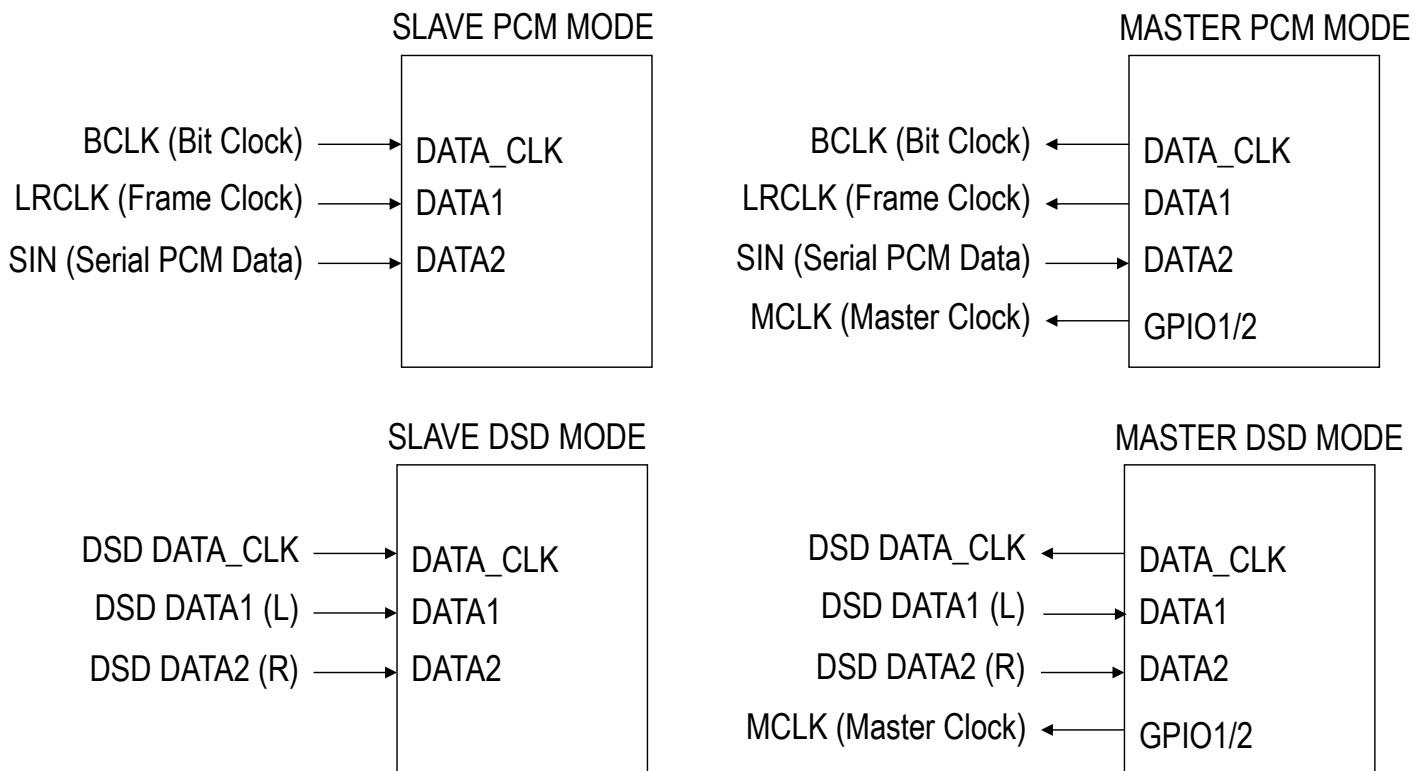 SLAVE PCM MODE
BCLK (Bit Clock)
DATA_CLK
LRCLK (Frame Clock)
DATA1
SIN (Serial PCM Data)
DATA2
MASTER PCM MODE
BCLK (Bit Clock)
DATA_CLK
LRCLK (Frame Clock)
DATA1
SIN (Serial PCM Data)
DATA2
MCLK (Master Clock)
GPIO1/2
SLAVE DSD MODE
DSD DATA_CLK
DATA_CLK
DSD DATA1 (L)
DATA1
DSD DATA2 (R)
DATA2
MASTER DSD MODE
DSD DATA_CLK
DATA_CLK
DSD DATA1 (L)
DATA1
DSD DATA2 (R)
DATA2
MCLK (Master Clock)
GPIO1/2